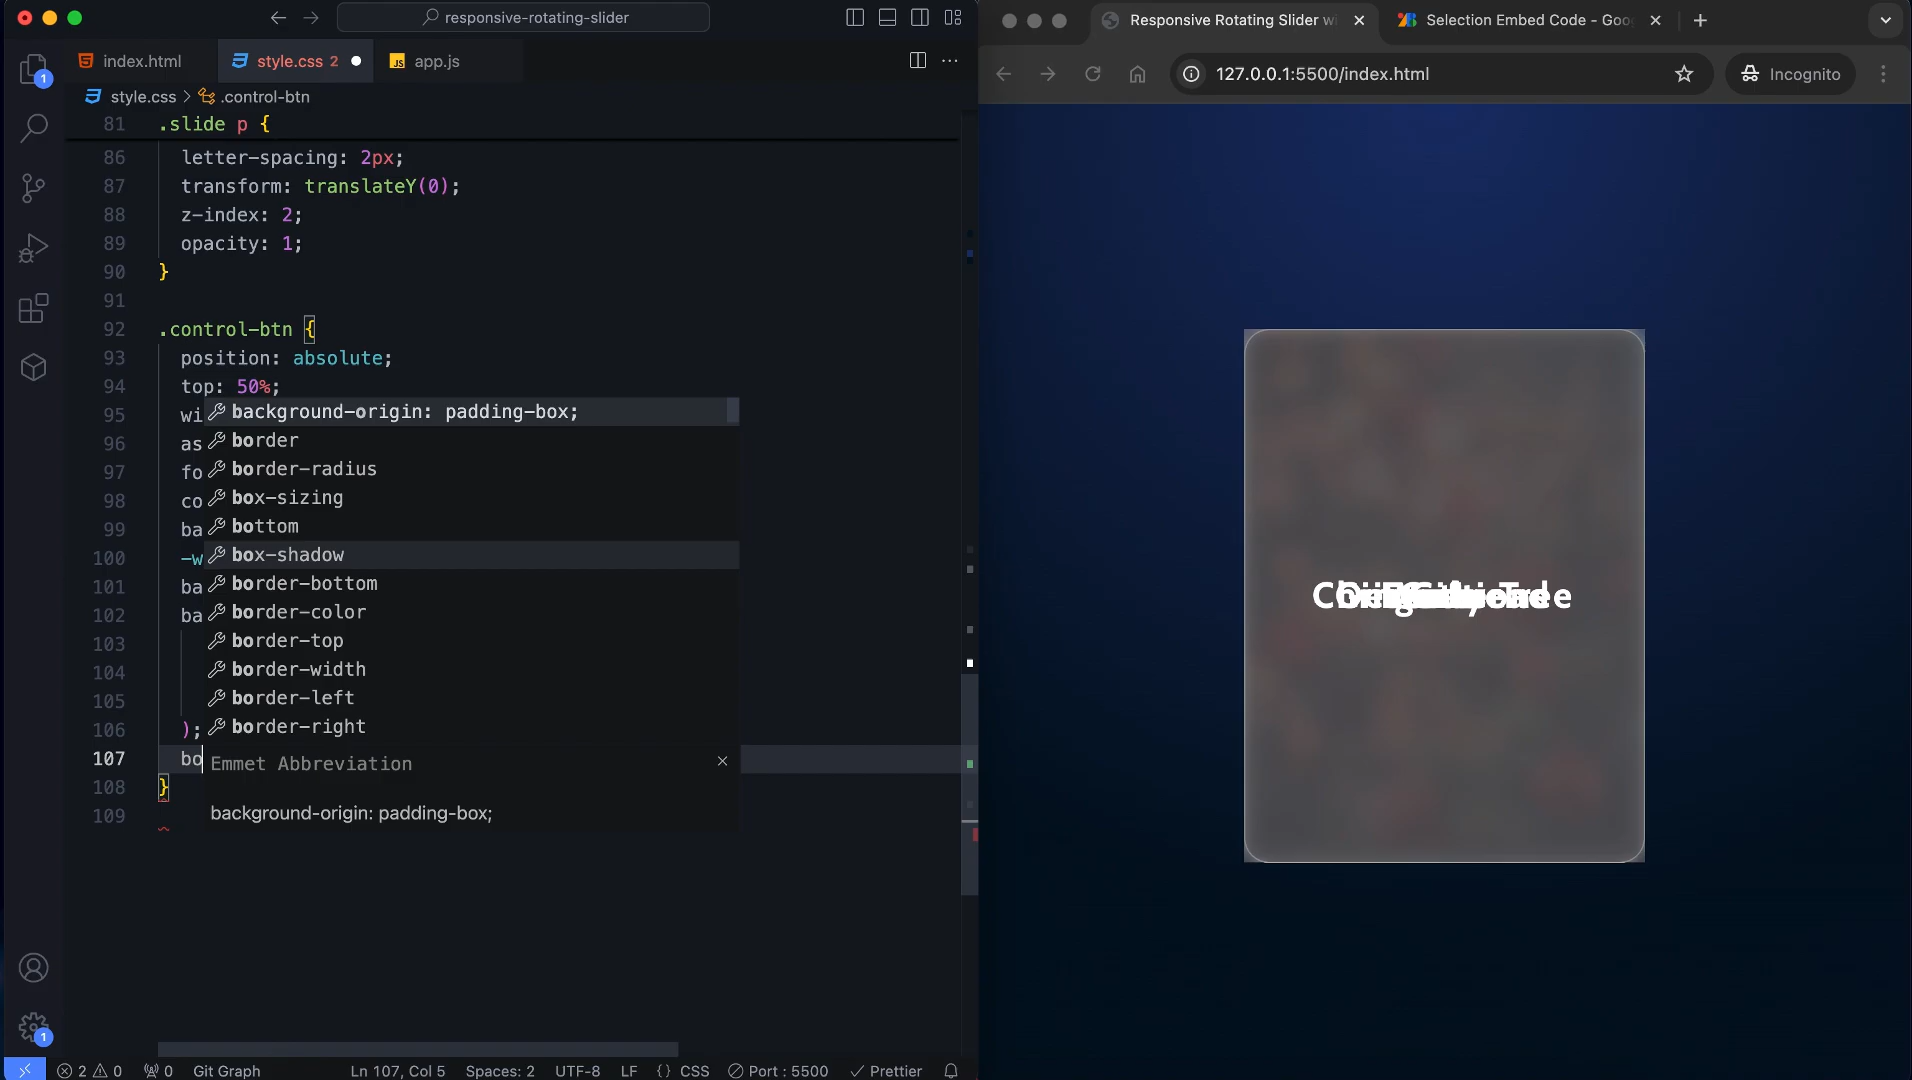 responsive-rotating-slider
index.html
style.css 2
app.js
style.css > .control-btn
81 .slide p {
86 letter-spacing: 2px;
87 transform: translateY(0);
88 z-index: 2;
89 opacity: 1;
90 }
91
92 .control-btn {
93 position: absolute;
94 top: 50%;
95 wi
96 as
97 fo
98 co
99 ba
100 -w
101 ba
102 ba
103
104
105
106 );
107 bo
108 }
109
background-origin: padding-box;
border
border-radius
box-sizing
bottom
box-shadow
border-bottom
border-color
border-top
border-width
border-left
border-right
Emmet Abbreviation
background-origin: padding-box;
1
1
2 0 0 Git Graph Ln 107, Col 5 Spaces: 2 UTF-8 LF {} CSS Port : 5500 Prettier
Responsive Rotating Slider wi
Selection Embed Code - Goo
127.0.0.1:5500/index.html
Incognito